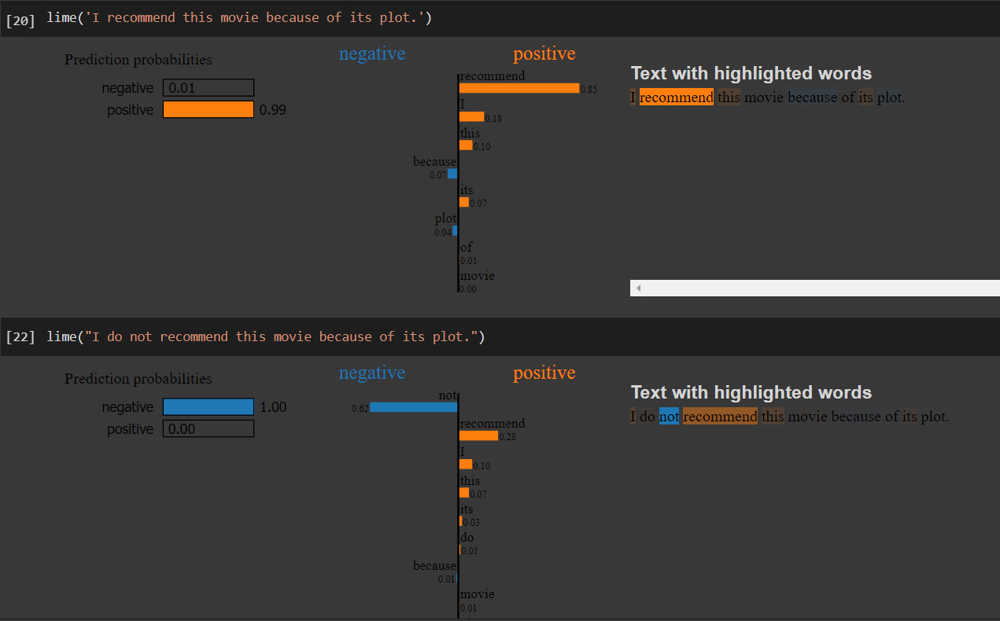 [20] lime('I recommend this movie because of its plot.')
Prediction probabilities
negative 0.01
positive 0.99
negative positive
recommend
0.85
I
0.18
this
0.10
because
0.07
its
0.07
plot
0.04
of
0.01
movie
0.00
Text with highlighted words
I recommend this movie because of its plot.
[22] lime("I do not recommend this movie because of its plot.")
Prediction probabilities
negative 1.00
positive 0.00
negative positive
not
0.62
recommend
0.28
I
0.10
this
0.07
its
0.03
do
0.01
because
0.01
movie
0.01
Text with highlighted words
I do not recommend this movie because of its plot.